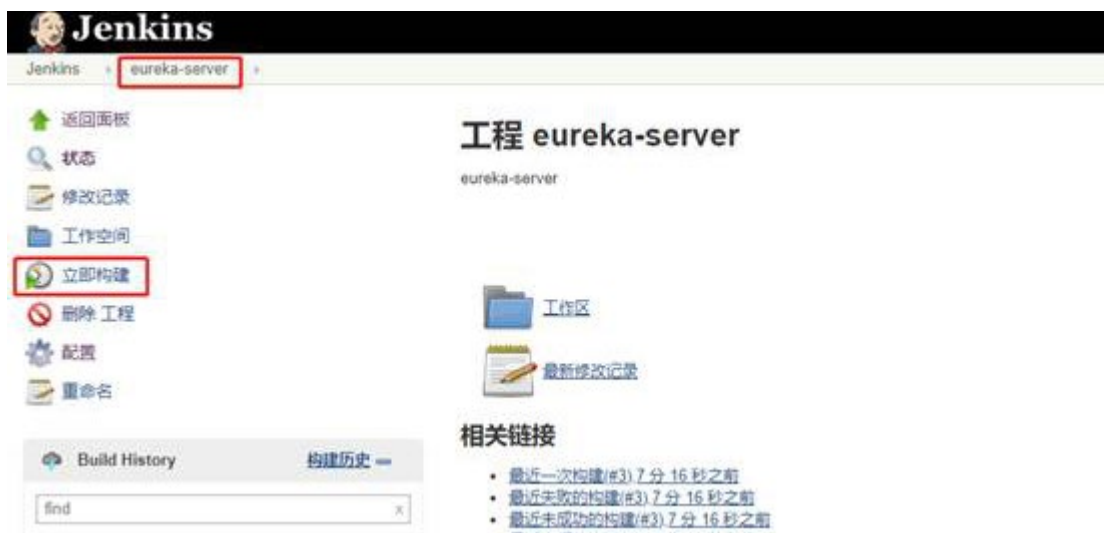 Jenkins
Jenkins eureka-server
返回面板
状态
修改记录
工作空间
立即构建
删除 工程
配置
重命名
Build History 构建历史
find x
工程 eureka-server
eureka-server
工作区
最新修改记录
相关链接
最近一次构建(#3),7 分 16 秒之前
最近失败的构建(#3),7 分 16 秒之前
最近未成功的构建(#3),7 分 16 秒之前